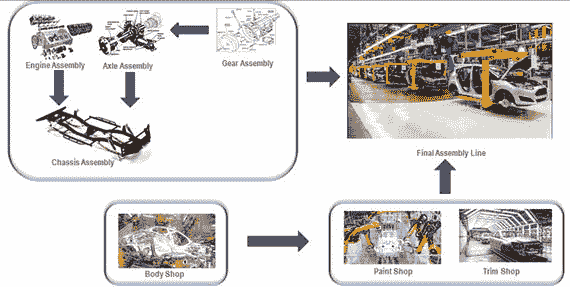 Engine Assembly
Axle Assembly
Gear Assembly
Chassis Assembly
Final Assembly Line
Body Shop
Paint Shop
Trim Shop